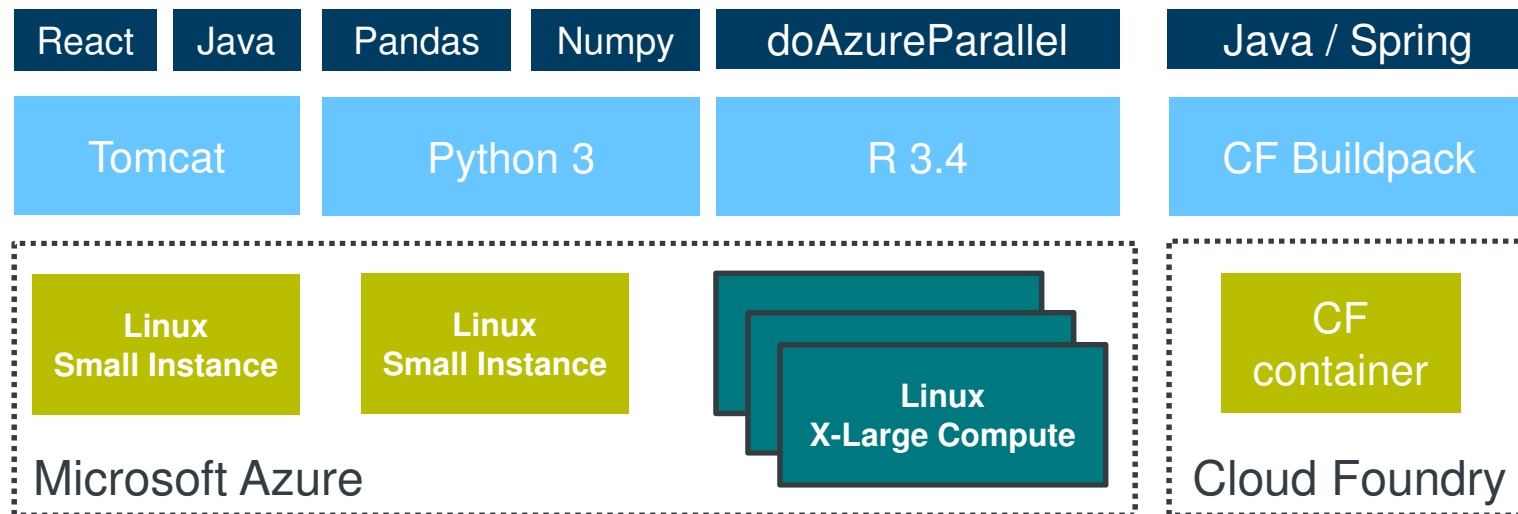 React
Java
Pandas
Numpy
doAzureParallel
Java / Spring
Tomcat
Python 3
R 3.4
CF Buildpack
Linux
Small Instance
Linux
Small Instance
Linux
X-Large Compute
CF
container
Microsoft Azure
Cloud Foundry